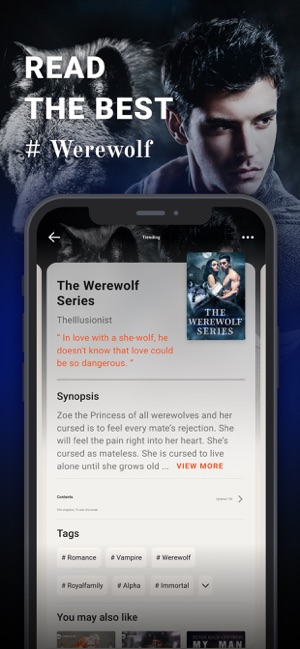 READ
THE BEST
# Werewolf
Trending
The Werewolf
Series
TheIllusionist
" In love with a she-wolf, he
doesn't know that love could
be so dangerous. "
THE
WEREWOLF
SERIES
Synopsis
Zoe the Princess of all werewolves and her
cursed is to feel every mate's rejection. She
will feel the pain right into her heart. She's
cursed as mateless. She is cursed to live
alone until she grows old ... VIEW MORE
Contents
Tags
# Romance
# Vampire
# Werewolf
# Royalfamily
# Alpha
# Immortal
You may also like
MY MAN